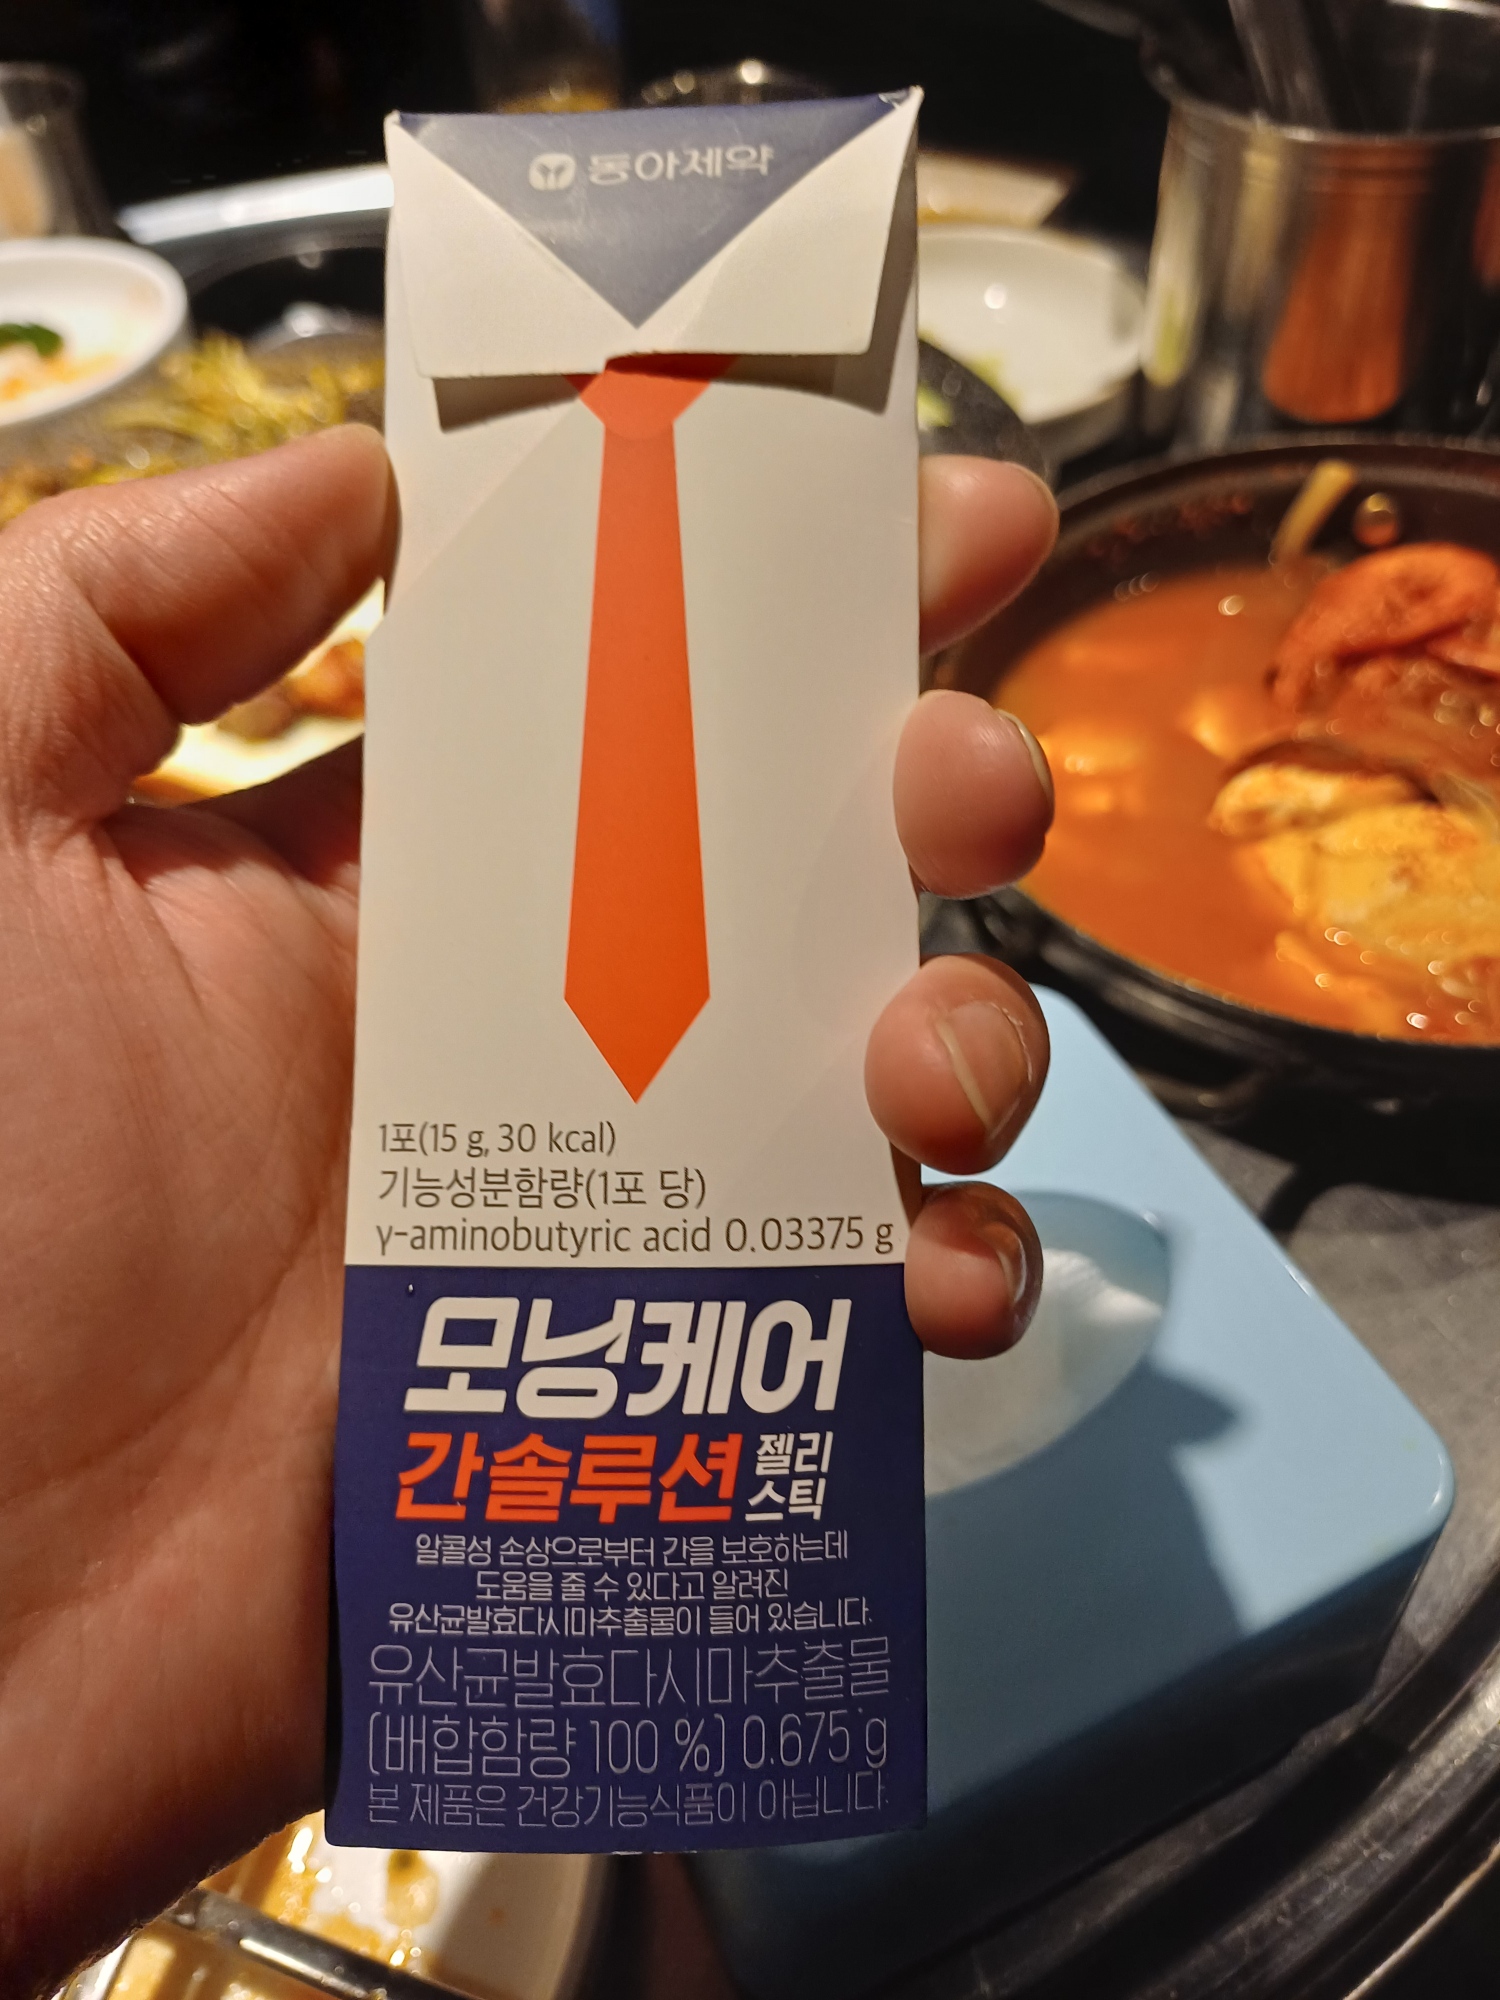 동아제약
1포(15 g, 30 kcal)
기능성분함량(1포 당)
γ-aminobutyric acid 0.03375 g
모닝케어
간솔루션 젤리
스틱
알콜성 손상으로부터 간을 보호하는데
도움을 줄 수 있다고 알려진
유산균발효다시마추출물이 들어 있습니다.
유산균발효다시마추출물
(배합함량 100 %) 0.675 g
본 제품은 건강기능식품이 아닙니다.